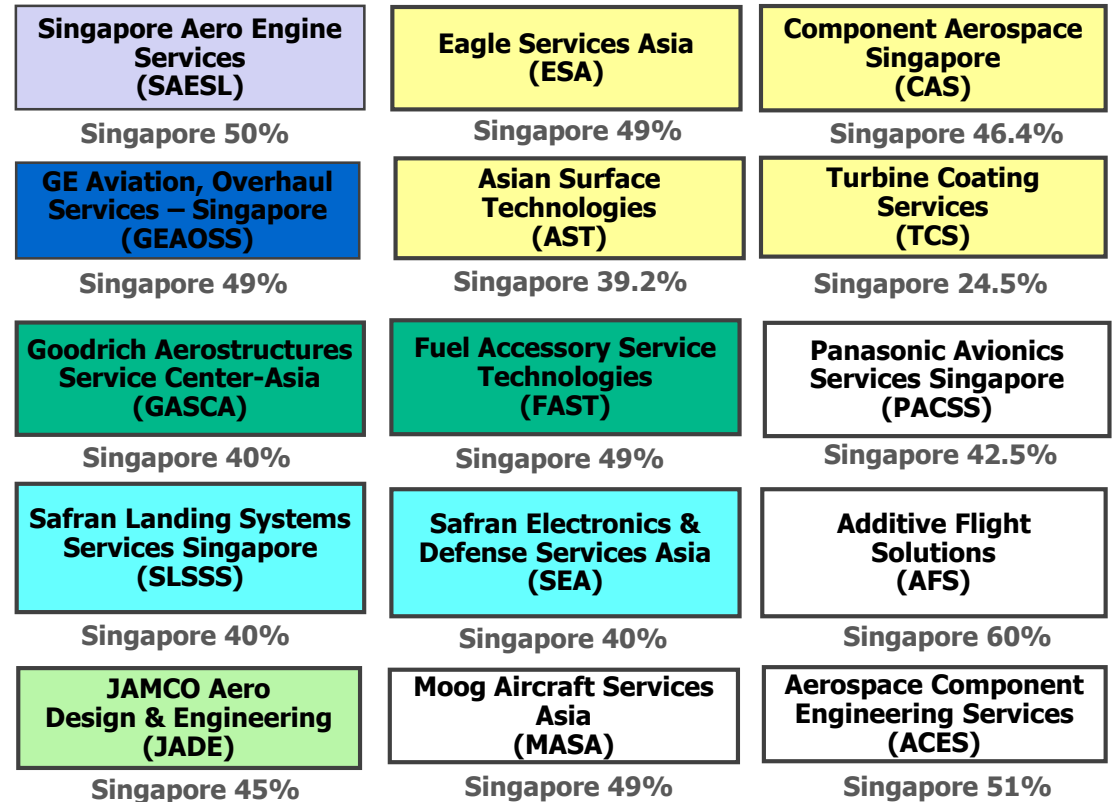 Singapore Aero Engine
Services
(SAESL)
Singapore 50%
Eagle Services Asia
(ESA)
Singapore 49%
Component Aerospace
Singapore
(CAS)
Singapore 46.4%
GE Aviation, Overhaul
Services – Singapore
(GEAOSS)
Singapore 49%
Asian Surface
Technologies
(AST)
Singapore 39.2%
Turbine Coating
Services
(TCS)
Singapore 24.5%
Goodrich Aerostructures
Service Center-Asia
(GASCA)
Singapore 40%
Fuel Accessory Service
Technologies
(FAST)
Singapore 49%
Panasonic Avionics
Services Singapore
(PACSS)
Singapore 42.5%
Safran Landing Systems
Services Singapore
(SLSSS)
Singapore 40%
Safran Electronics &
Defense Services Asia
(SEA)
Singapore 40%
Additive Flight
Solutions
(AFS)
Singapore 60%
JAMCO Aero
Design & Engineering
(JADE)
Singapore 45%
Moog Aircraft Services
Asia
(MASA)
Singapore 49%
Aerospace Component
Engineering Services
(ACES)
Singapore 51%